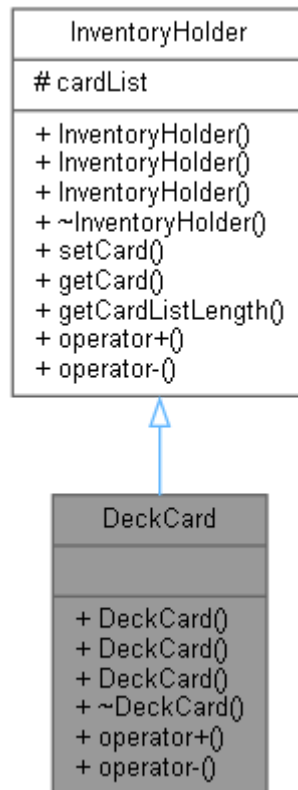 InventoryHolder
# cardList
+ InventoryHolder()
+ InventoryHolder()
+ InventoryHolder()
+ ~InventoryHolder()
+ setCard()
+ getCard()
+ getCardListLength()
+ operator+()
+ operator-()
DeckCard
+ DeckCard()
+ DeckCard()
+ DeckCard()
+ ~DeckCard()
+ operator+()
+ operator-()